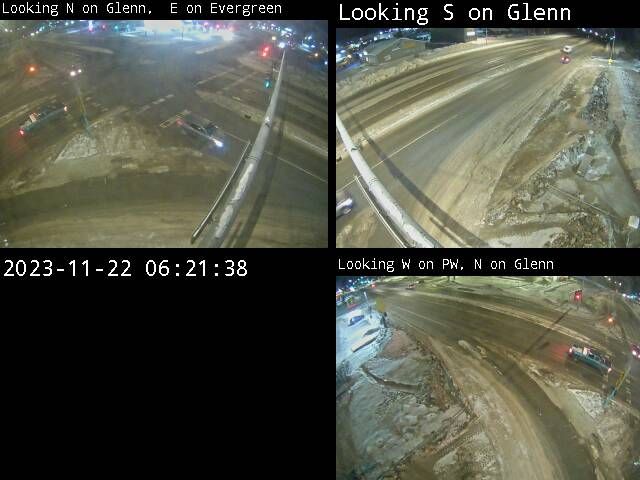 Looking N on Glenn,  E on Evergreen
Looking S on Glenn
2023-11-22 06:21:38
Looking W on PW, N on Glenn